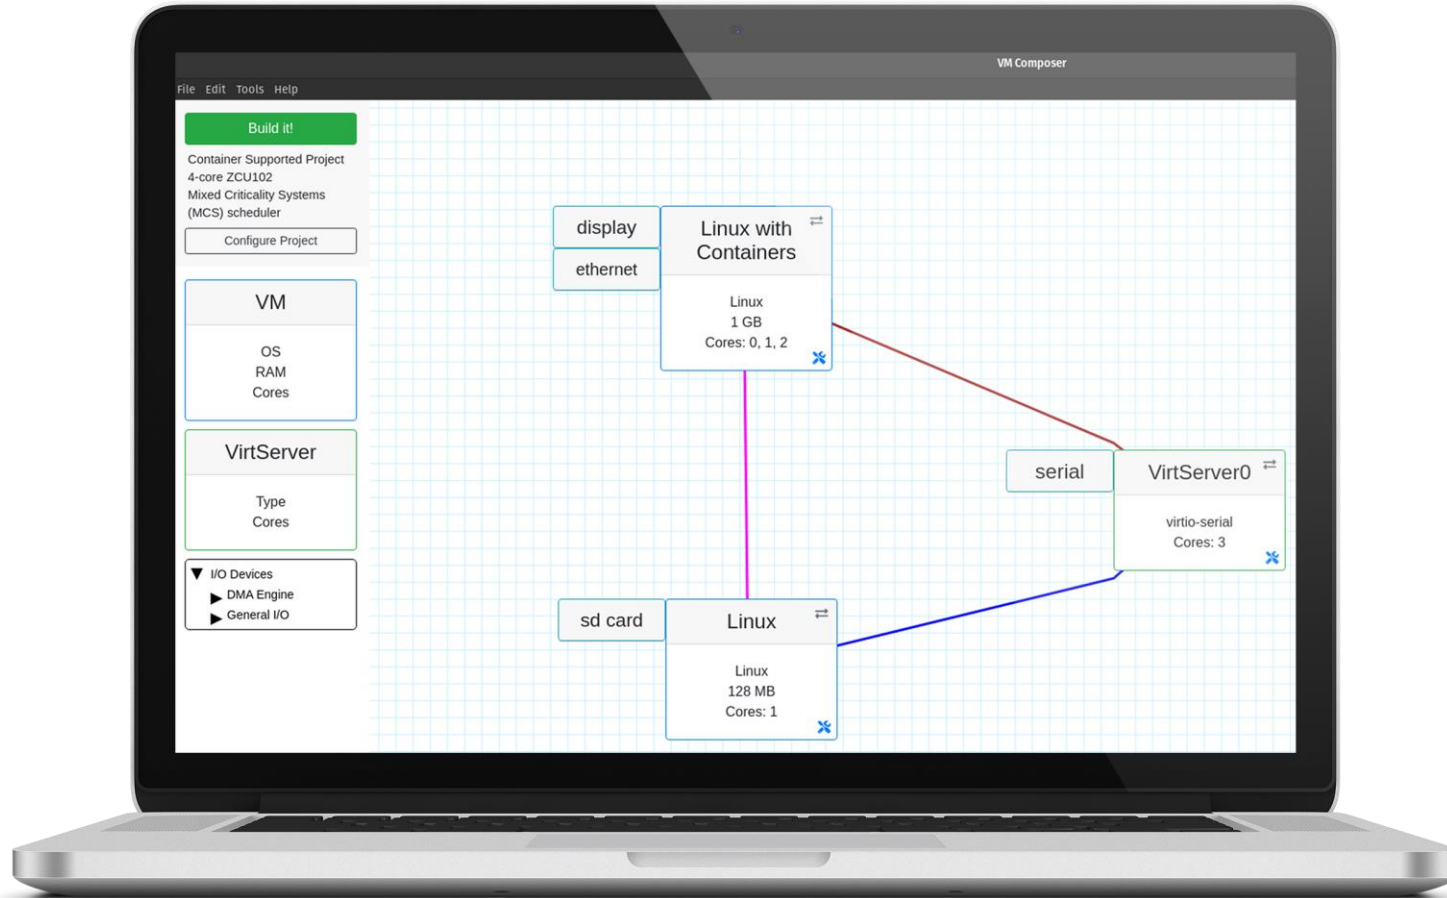 VM Composer
File Edit Tools Help
Build it!
Container Supported Project
4-core ZCU102
Mixed Criticality Systems
(MCS) scheduler
Configure Project
VM
OS
RAM
Cores
VirtServer
Type
Cores
I/O Devices
DMA Engine
General I/O
display
ethernet
Linux with
Containers
Linux
1 GB
Cores: 0, 1, 2
serial
VirtServer0
virtio-serial
Cores: 3
sd card
Linux
Linux
128 MB
Cores: 1